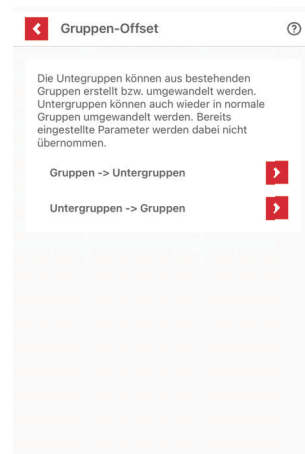 Gruppen-Offset
Die Untegruppen können aus bestehenden
Gruppen erstellt bzw. umgewandelt werden.
Untergruppen können auch wieder in normale
Gruppen umgewandelt werden. Bereits
eingestellte Parameter werden dabei nicht
übernommen.
Gruppen -> Untergruppen
Untergruppen -> Gruppen